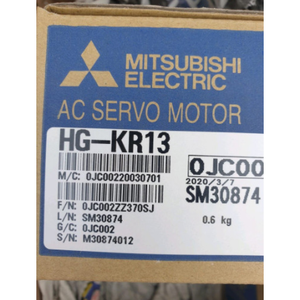 MITSUBISHI
ELECTRIC
AC SERVO MOTOR
HG-KR13
M/C: 0JC00220030701
0JC00
2020/3/7
SM30874
0.6 kg
F/N: 0JC002ZZ370SJ
L/N: SM30874
G/C: 0JC002
S/N: M30874012